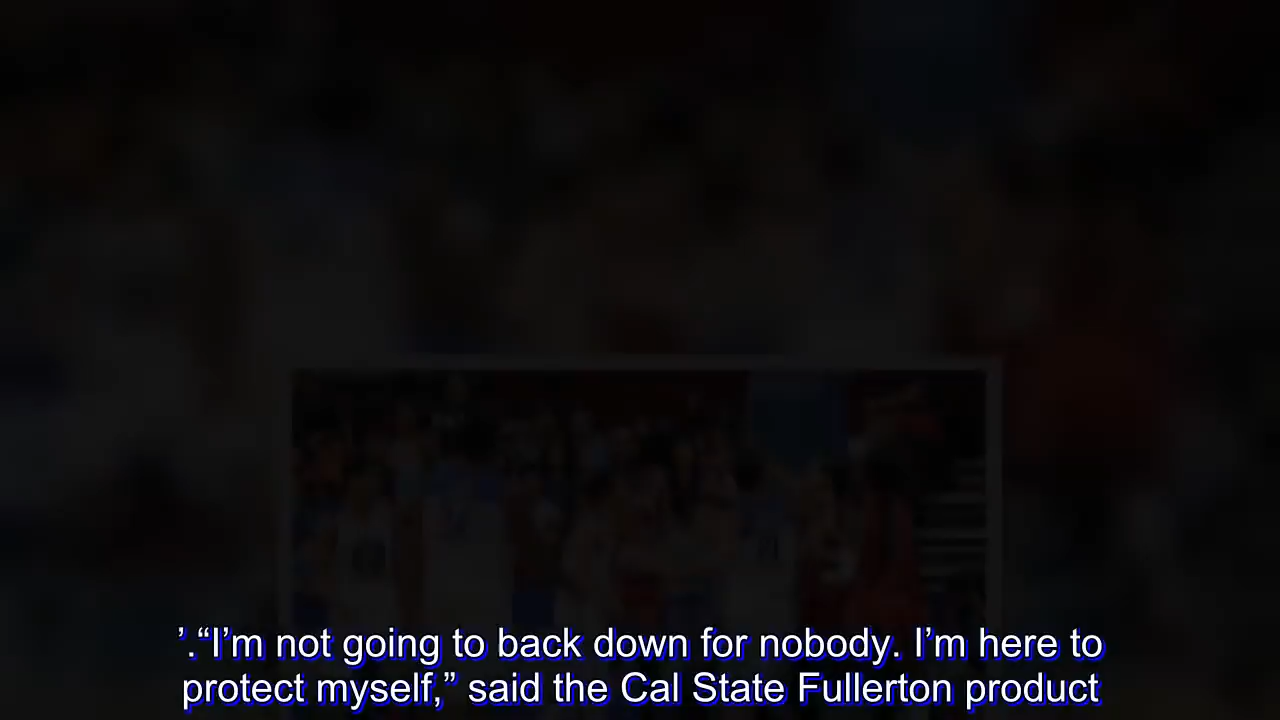 ’.“I’m not going to back down for nobody. I’m here to
protect myself,” said the Cal State Fullerton product